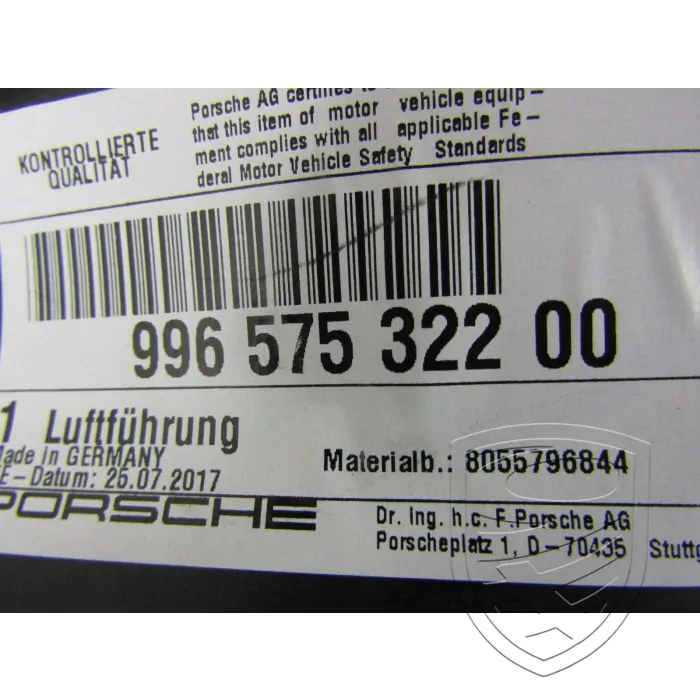 KONTROLLIERTE
QUALITÄT
Porsche AG certifies
that this item of motor vehicle equip-
ment complies with all applicable Fe-
deral Motor Vehicle Safety Standards
996 575 322 00
1 Luftführung
Made in GERMANY
E-Datum: 25.07.2017
Materialb.: 8055796844
PORSCHE
Dr. Ing. h.c. F.Porsche AG
Porscheplatz 1, D-70435 Stuttg